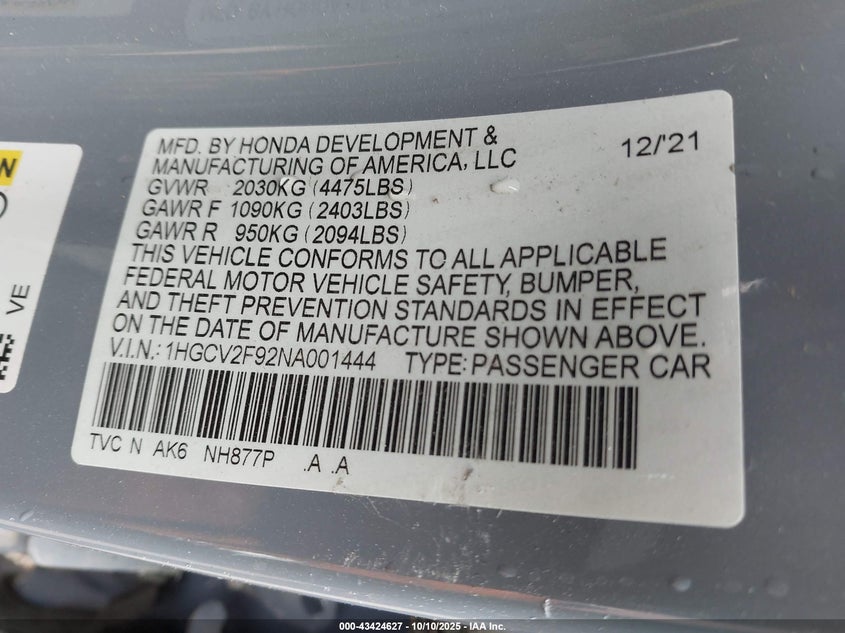 MFD. BY HONDA DEVELOPMENT &
MANUFACTURING OF AMERICA, LLC
12/'21
GVWR 2030KG (4475LBS)
GAWR F 1090KG (2403LBS)
GAWR R 950KG (2094LBS)
THIS VEHICLE CONFORMS TO ALL APPLICABLE
FEDERAL MOTOR VEHICLE SAFETY, BUMPER,
AND THEFT PREVENTION STANDARDS IN EFFECT
ON THE DATE OF MANUFACTURE SHOWN ABOVE.
V.I.N.: 1HGCV2F92NA001444 TYPE: PASSENGER CAR
TVC N AK6 NH877P .A .A
VE
000-43424627 - 10/10/2025 - IAA Inc.